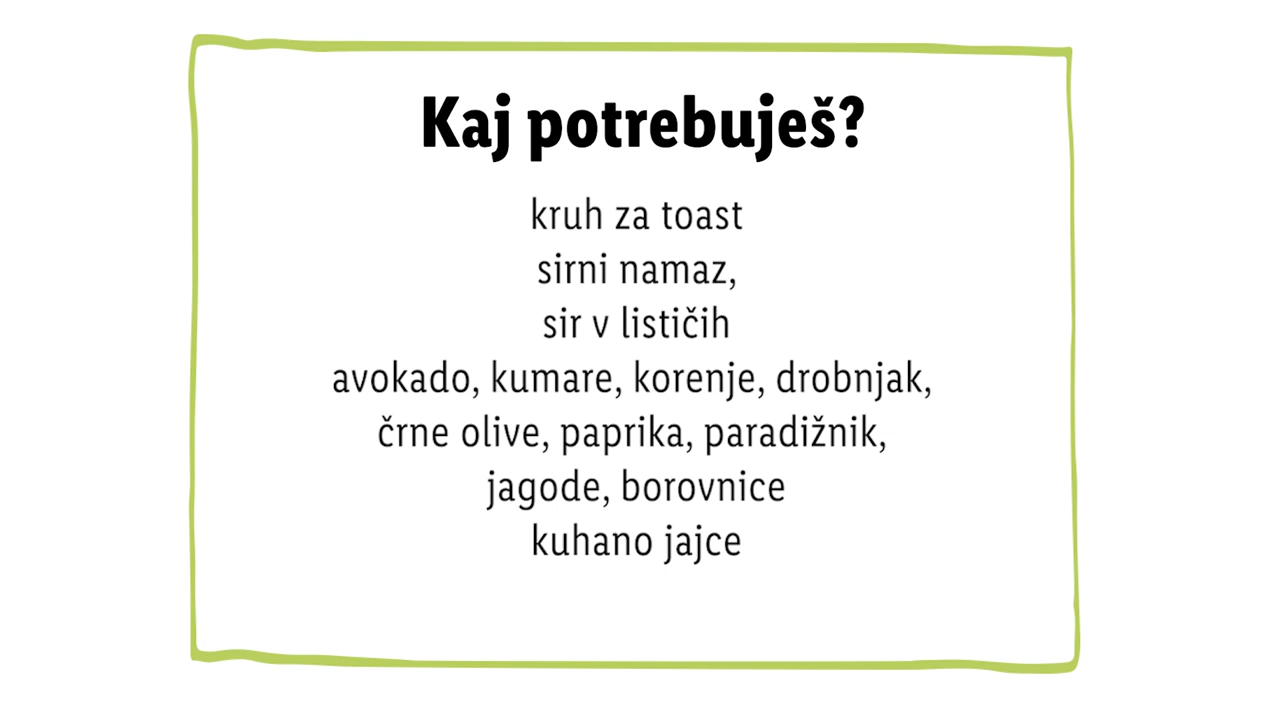 Kaj potrebuješ?
kruh za toast
sirni namaz,
sir v lističih
avokado, kumare, korenje, drobnjak,
črne olive, paprika, paradižnik,
jagode, borovnice
kuhano jajce